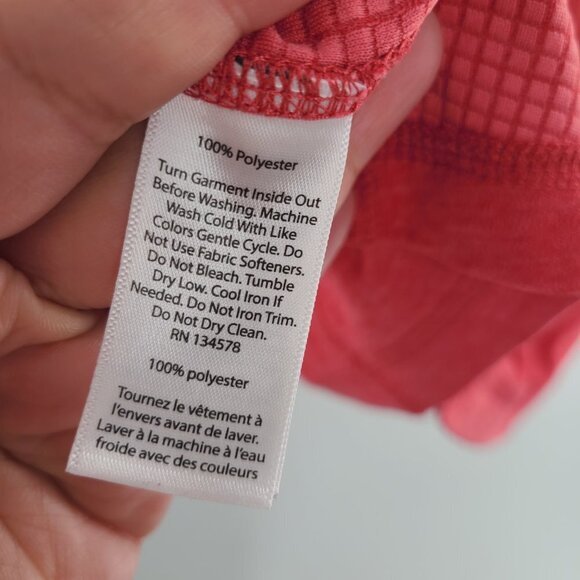 100% Polyester
Turn Garment Inside Out
Before Washing. Machine
Wash Cold With Like
Colors Gentle Cycle. Do
Not Use Fabric Softeners.
Do Not Bleach. Tumble
Dry Low. Cool Iron If
Needed. Do Not Iron Trim.
Do Not Dry Clean.
RN 134578
100% polyester
Tournez le vêtement à
l'envers avant de laver.
Laver à la machine à l'eau
froide avec des couleurs